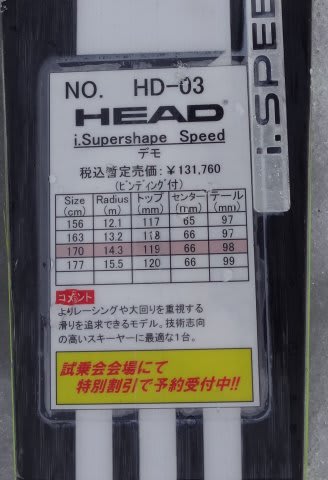 i.SPEE
NO. HD-03
HEAD
i.Supershape Speed
デモ
税込暫定売価:¥131,760
(ビンディング付)
Size (cm) Radius (m) トップ (mm) センター (mm) テール (mm)
156 12.1 117 65 97
163 13.2 118 66 97
170 14.3 119 66 98
177 15.5 120 66 99
コメント
よりレーシングや大回りを重視する
滑りを追求できるモデル。技術志向
の高いスキーヤーに最適な1台。
試乗会会場にて
特別割引で予約受付中!!